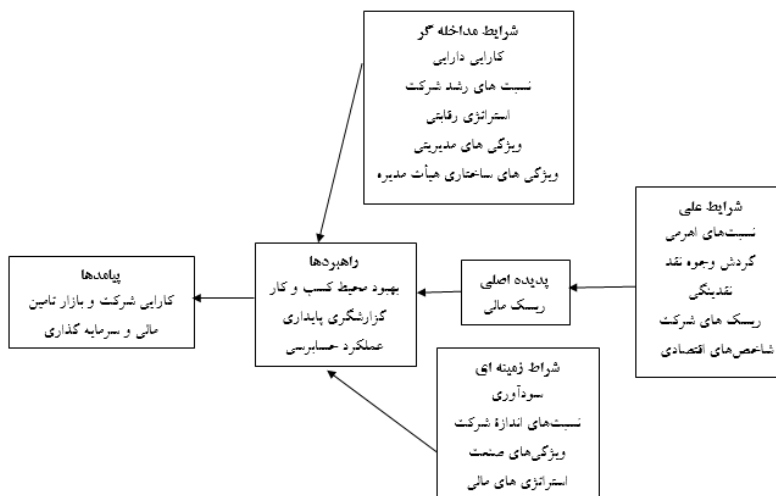 شرایط مداخله گر
کارایی دارایی
نسبت های رشد شرکت
استراتژی رقابتی
ویژگی های مدیریتی
ویژگی های ساختاری هیأت مدیره
شرایط علی
نسبت‌های اهرمی
گردش وجوه نقد
نقدینگی
ریسک های شرکت
شاخص‌های اقتصادی
پدیده اصلی
ریسک مالی
راهبردها
بهبود محیط کسب و کار
گزارشگری پایداری
عملکرد حسابرسی
پیامدها
کارایی شرکت و بازار تامین
مالی و سرمایه گذاری
شراط زمینه ای
سودآوری
نسبت‌های اندازۀ شرکت
ویژگی‌های صنعت
استراتژی های مالی